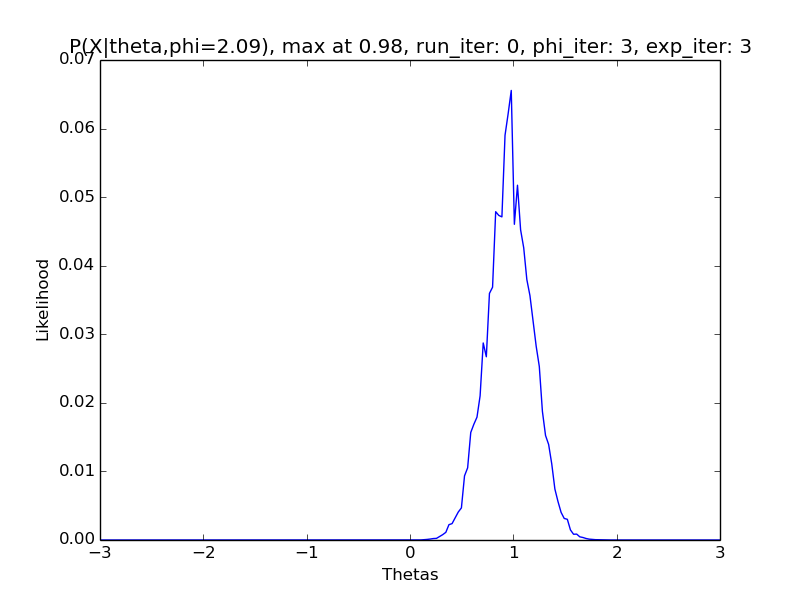 P(X|theta,phi=2.09), max at 0.98, run_iter: 0, phi_iter: 3, exp_iter: 3
0.07
0.06
0.05
0.04
0.03
0.02
0.01
0.00
Likelihood
−3 −2 −1 0 1 2 3
Thetas